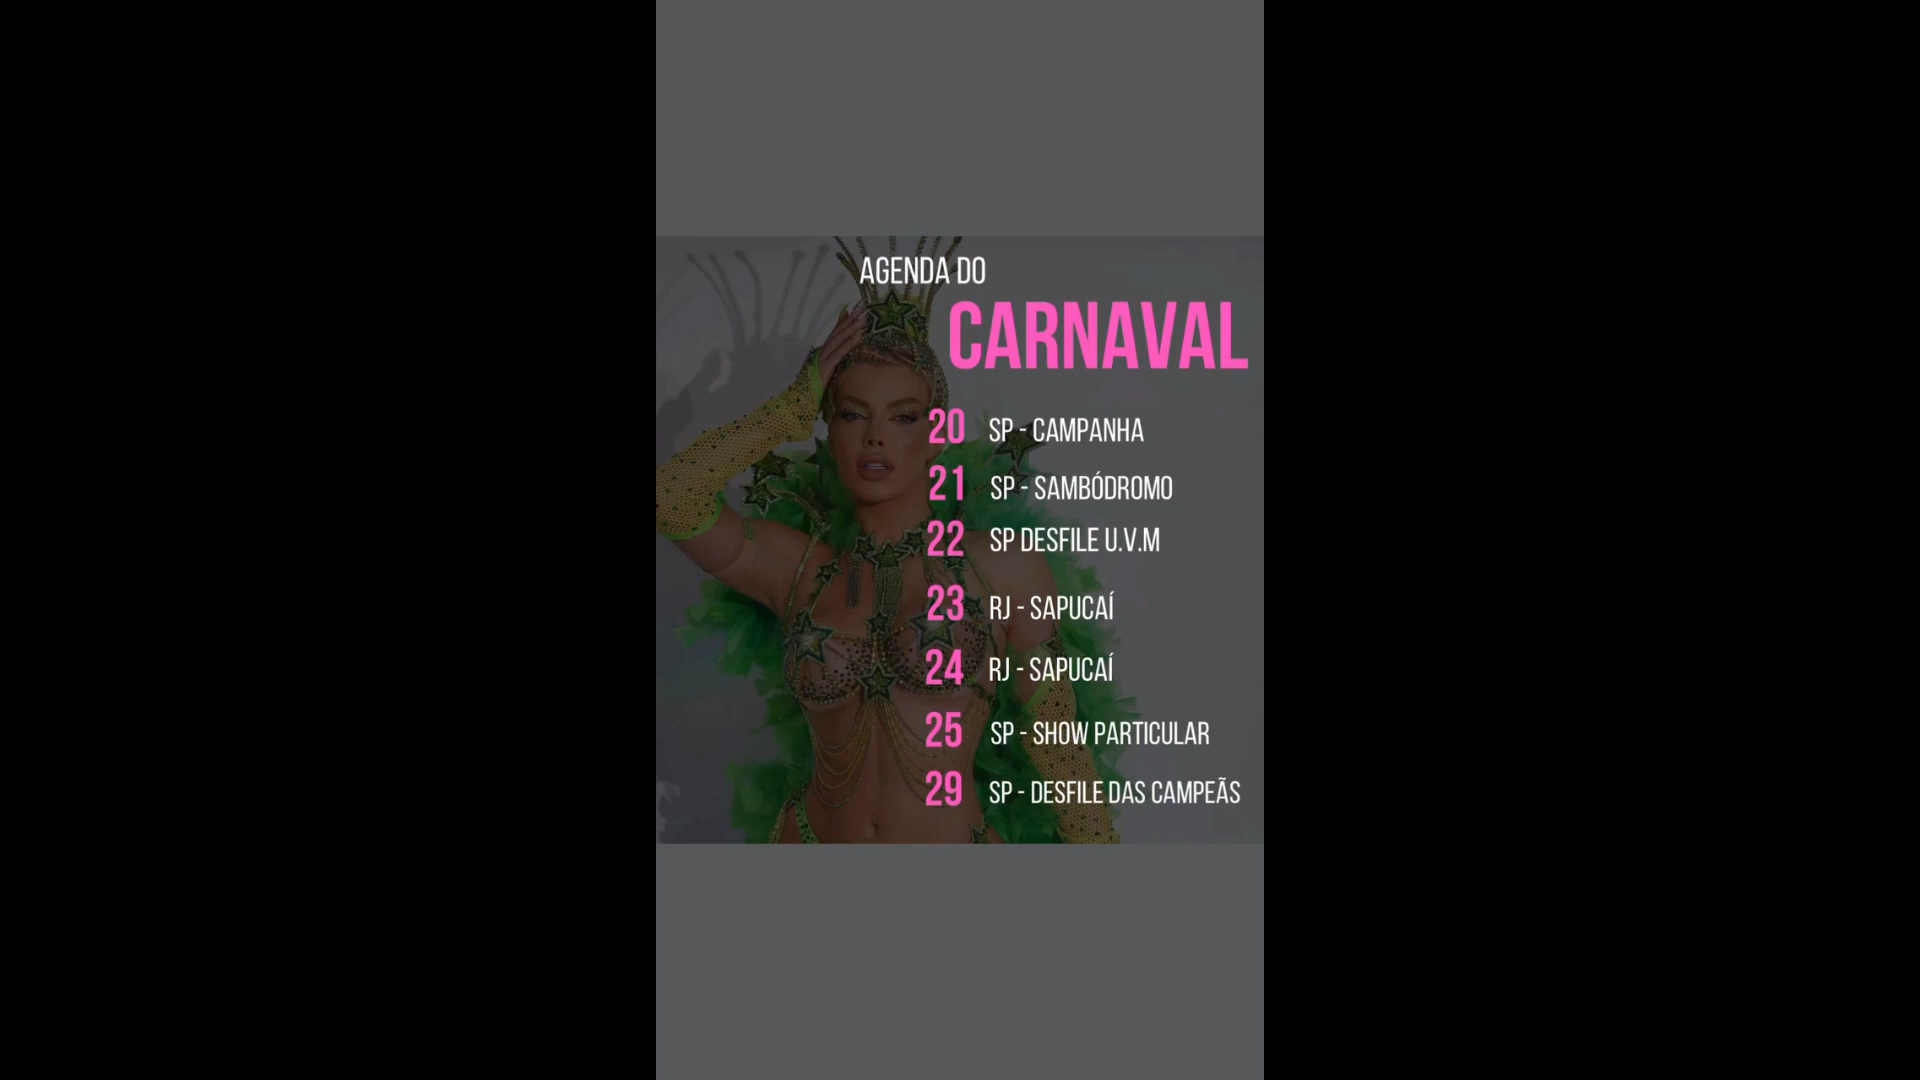 AGENDA DO
CARNAVAL
20 SP - CAMPANHA
21 SP - SAMBÓDROMO
22 SP DESFILE U.V.M
23 RJ - SAPUCAÍ
24 RJ - SAPUCAÍ
25 SP - SHOW PARTICULAR
29 SP - DESFILE DAS CAMPEÃS